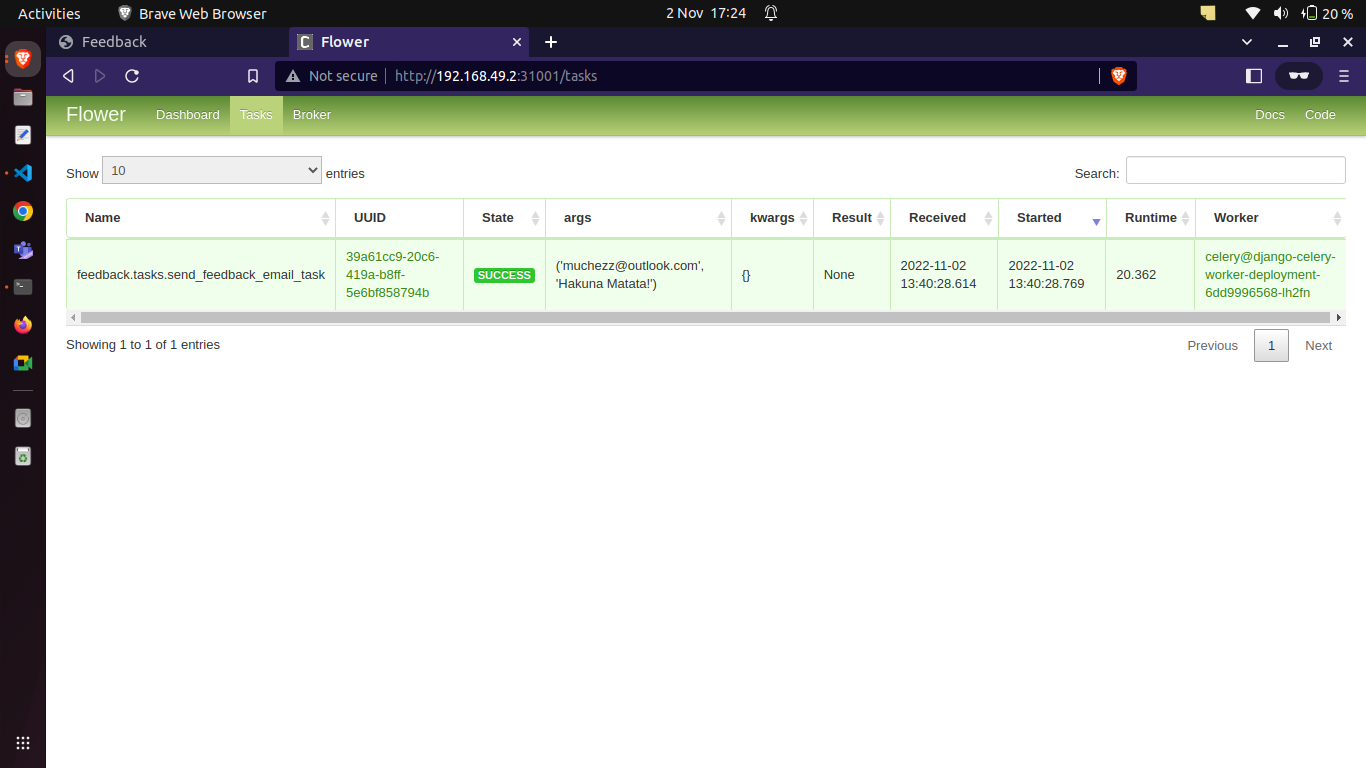 Activities
Brave Web Browser
2 Nov 17:24
20 %
Feedback
Flower
Not secure
http://192.168.49.2:31001/tasks
Flower
Dashboard
Tasks
Broker
Docs
Code
Show 10 entries
Search:
Name UUID State args kwargs Result Received Started Runtime Worker
feedback.tasks.send_feedback_email_task
39a61cc9-20c6-
419a-b8ff-
5e6bf858794b
SUCCESS
('muchezz@outlook.com',
'Hakuna Matata!')
{}
None
2022-11-02
13:40:28.614
2022-11-02
13:40:28.769
20.362
celery@django-celery-
worker-deployment-
6dd9996568-lh2fn
Showing 1 to 1 of 1 entries
Previous
1
Next